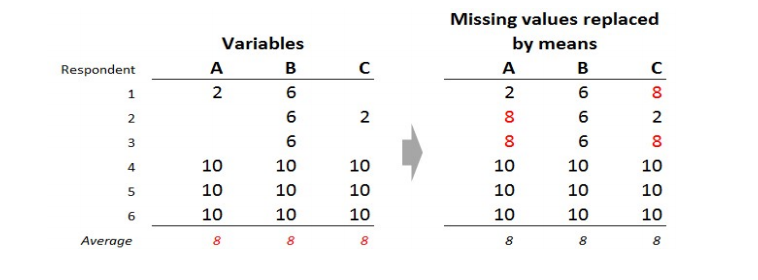 Missing values replaced
Variables by means
Respondent A B C A B C
1 2 6 2 6 8
2 6 2 8 6 2
3 6 8 6 8
4 10 10 10 10 10 10
5 10 10 10 10 10 10
6 10 10 10 10 10 10
Average 8 8 8 8 8 8